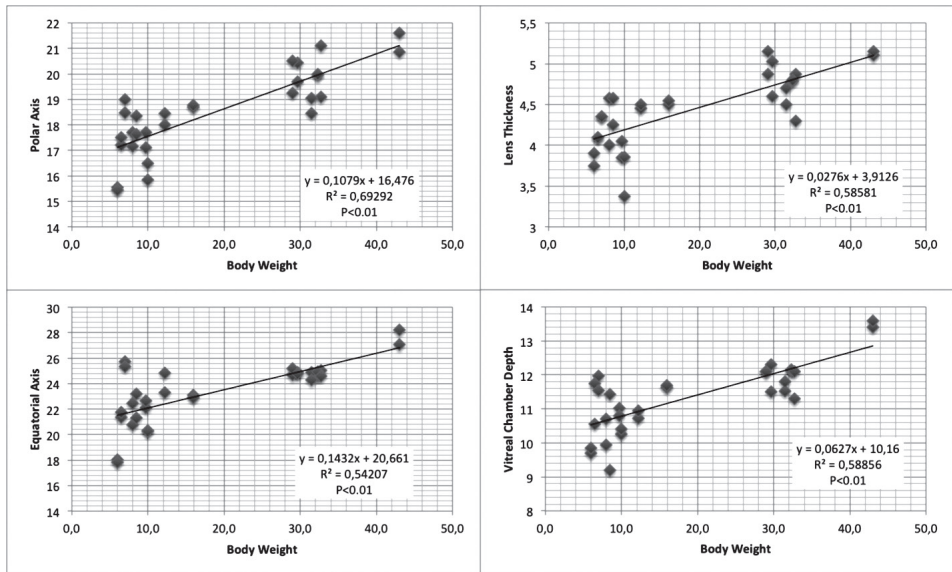 22
21
20
19
18
17
16
15
14
Polar Axis
y = 0,1079x + 16,476
R² = 0,69292
P<0.01
0,0 10,0 20,0 30,0 40,0 50,0
Body Weight
5,5
5
4,5
4
3,5
3
Lens Thickness
y = 0,0276x + 3,9126
R² = 0,58581
P<0.01
0,0 10,0 20,0 30,0 40,0 50,0
Body Weight
30
28
26
24
22
20
18
16
14
Equatorial Axis
y = 0,1432x + 20,661
R² = 0,54207
P<0.01
0,0 10,0 20,0 30,0 40,0 50,0
Body Weight
14
13
12
11
10
9
8
Vitreal Chamber Depth
y = 0,0627x + 10,16
R² = 0,58856
P<0.01
0,0 10,0 20,0 30,0 40,0 50,0
Body Weight